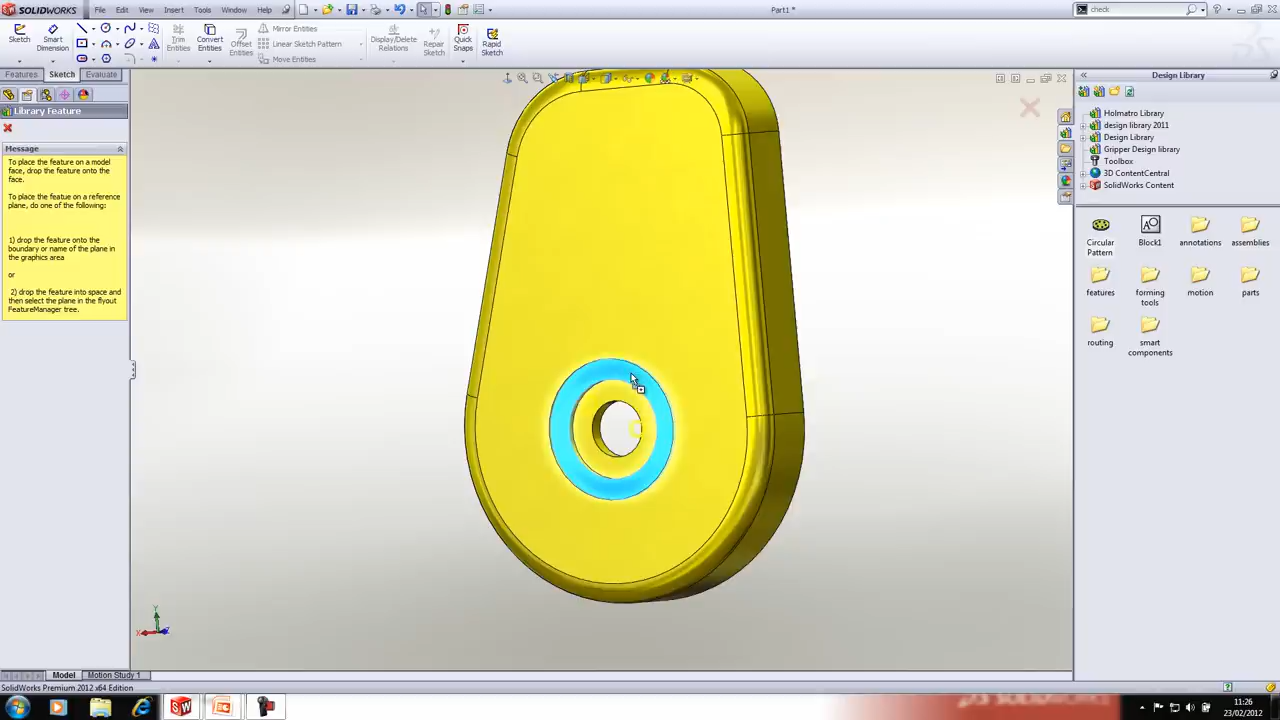 SOLIDWORKS
File Edit View Insert Tools Window Help
Part1 *
check
Sketch
Smart Dimension
Trim Entities
Convert Entities
Offset Entities
Mirror Entities
Linear Sketch Pattern
Move Entities
Display/Delete Relations
Repair Sketch
Quick Snaps
Rapid Sketch
Features Sketch Evaluate
Library Feature
Message
To place the feature on a model
face, drop the feature onto the
face.
To place the featue on a reference
plane, do one of the following:
1) drop the feature onto the
boundary or name of the plane in
the graphics area
or
2) drop the feature into space and
then select the plane in the flyout
FeatureManager tree.
Design Library
Holmatro Library
design library 2011
Design Library
Gripper Design library
Toolbox
3D ContentCentral
SolidWorks Content
Circular Pattern
Block1
annotations
assemblies
features
forming tools
motion
parts
routing
smart components
Y
X
Z
Model Motion Study 1
SolidWorks Premium 2012 x64 Edition
11:26
23/02/2012